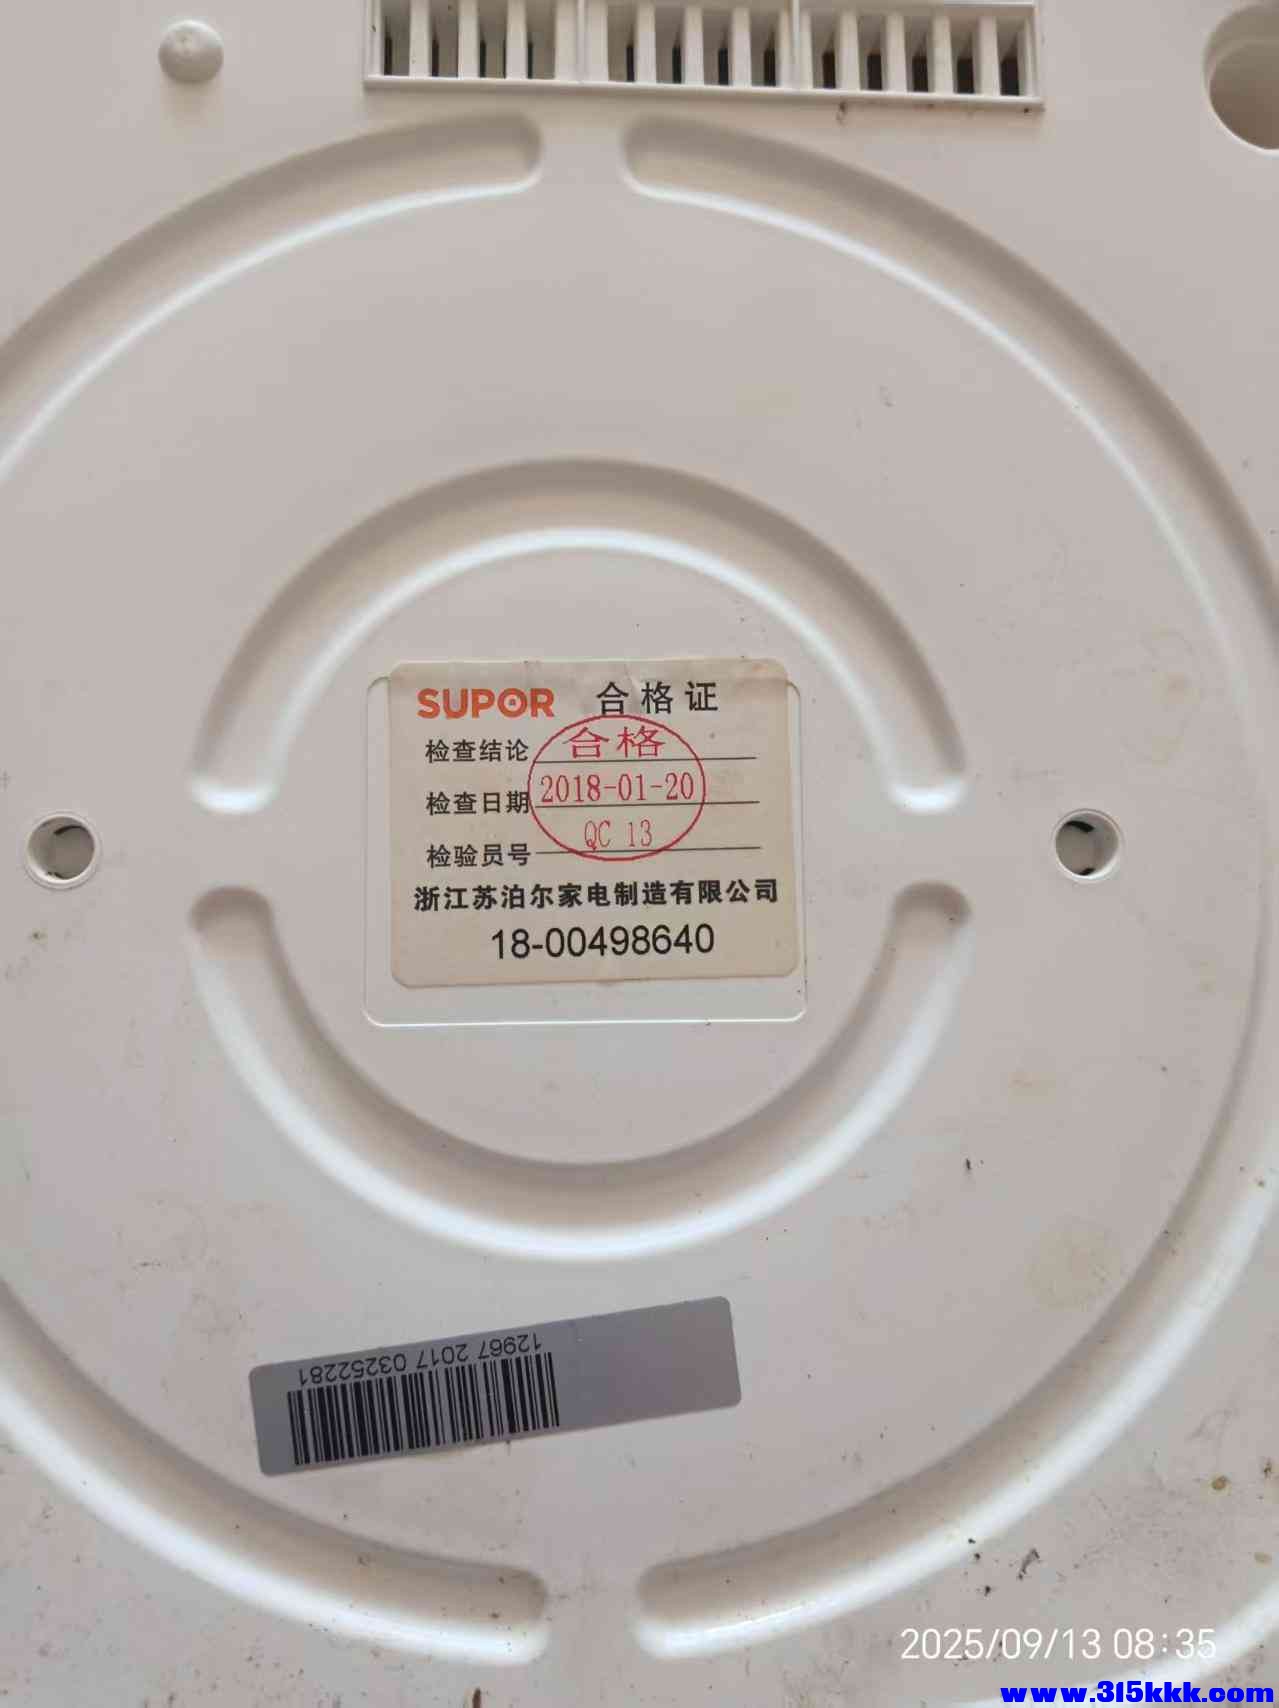 SUPOR 合格证
检查结论 合格
检查日期 2018-01-20
检验员号 QC 13
浙江苏泊尔家电制造有限公司
18-00498640
12967 2017 03252281
2025/09/13 08:35
www.315kkk.com